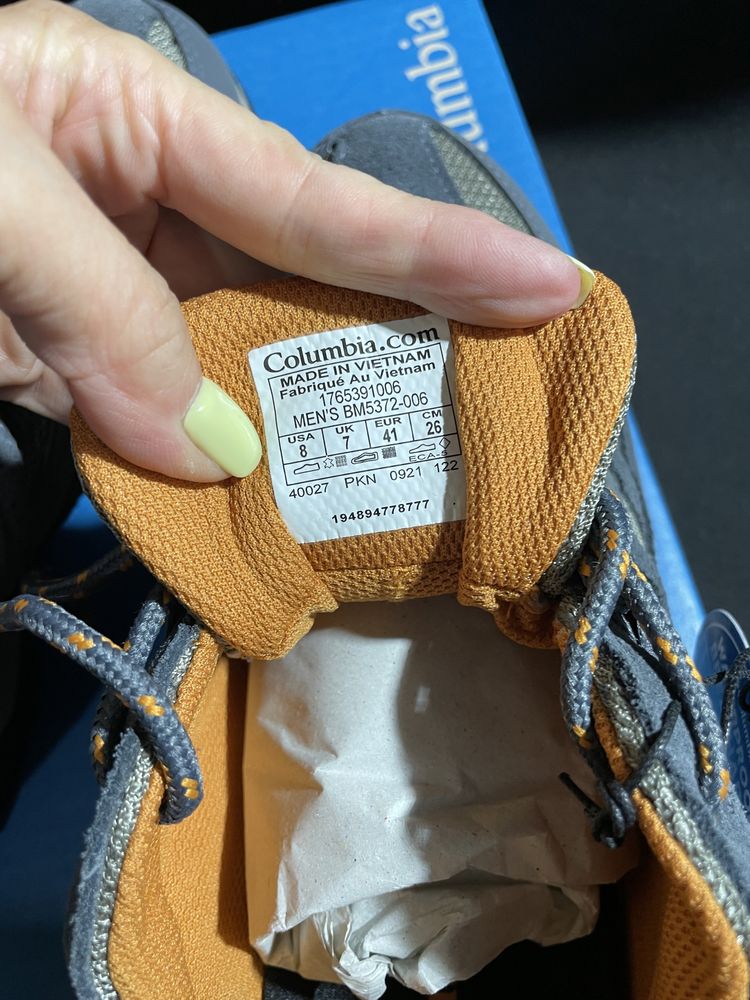 umbia
Columbia.com
MADE IN VIETNAM
Fabriqué Au Vietnam
1765391006
MEN'S BM5372-006
USA UK EUR CM
8 7 41 26
ECA-S
40027 PKN 0921 122
194894778777